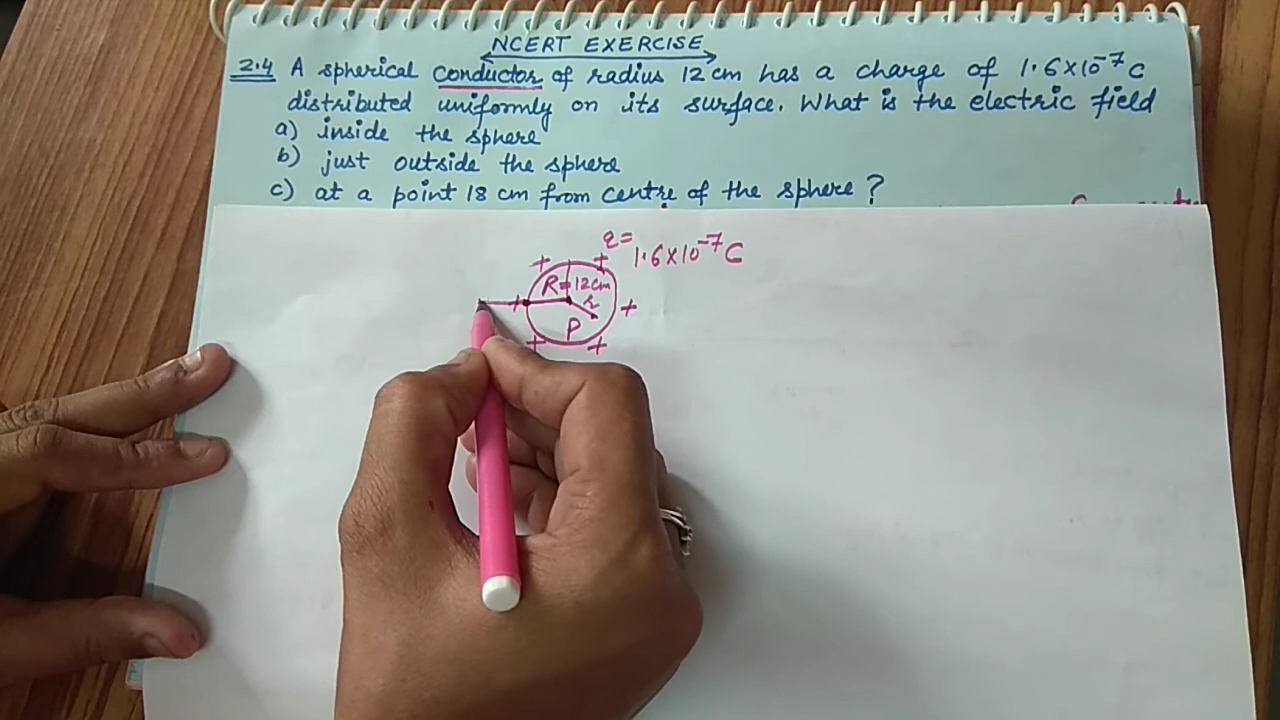 NCERT EXERCISE
2.4 A spherical conductor of radius 12 cm has a charge of 1.6×10⁻⁷ C
distributed uniformly on its surface. What is the electric field
a) inside the sphere
b) just outside the sphere
c) at a point 18 cm from centre of the sphere?
q=
1.6×10⁻⁷ C
+ +
R=12cm
+ r +
P
+ +